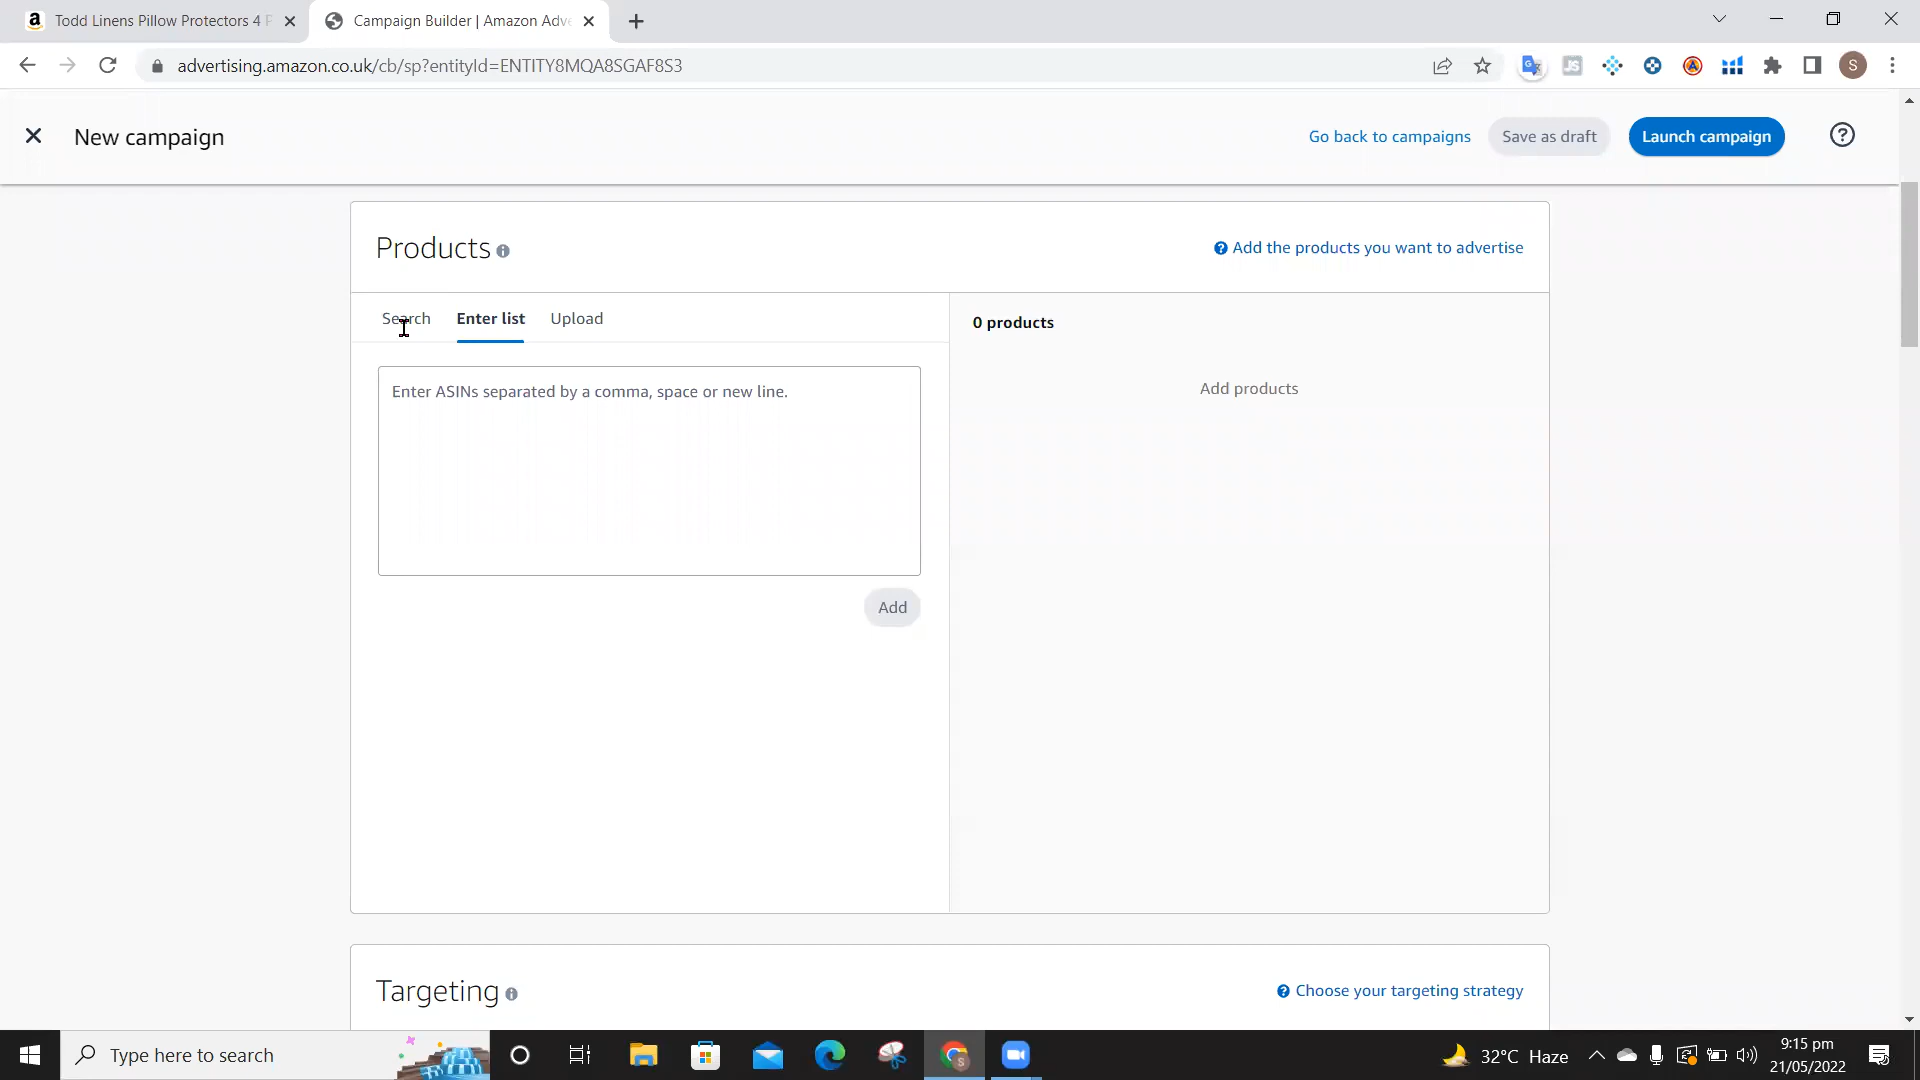 Todd Linens Pillow Protectors 4 P
Campaign Builder | Amazon Adve
advertising.amazon.co.uk/cb/sp?entityId=ENTITY8MQA8SGAF8S3
S
New campaign
Go back to campaigns
Save as draft
Launch campaign
Products
Add the products you want to advertise
Search
Enter list
Upload
0 products
Enter ASINs separated by a comma, space or new line.
Add products
Add
Targeting
Choose your targeting strategy
Type here to search
32°C Haze
9:15 pm
21/05/2022